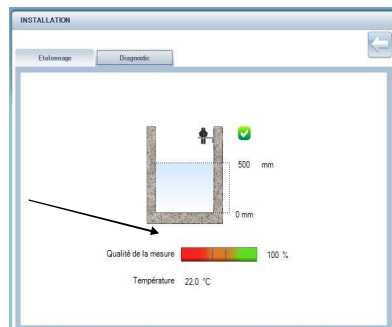 INSTALLATION
Etalonnage Diagnostic
500 mm
0 mm
Qualité de la mesure 100 %
Température 22,0 °C